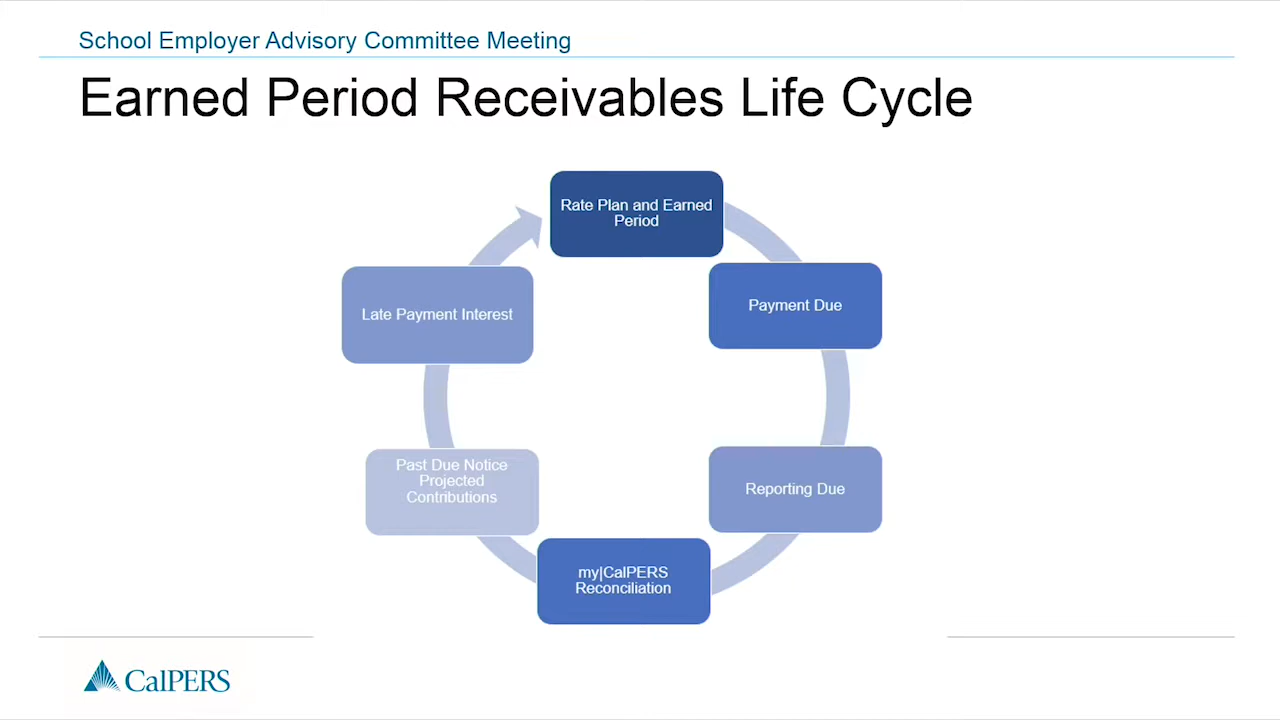 School Employer Advisory Committee Meeting
Earned Period Receivables Life Cycle
Rate Plan and Earned
Period
Payment Due
Reporting Due
my|CalPERS
Reconciliation
Past Due Notice
Projected
Contributions
Late Payment Interest
CalPERS